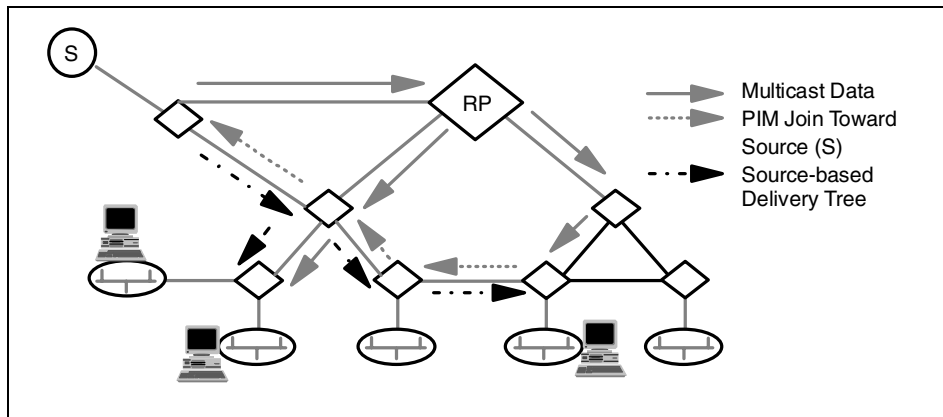 S
RP
Multicast Data
PIM Join Toward
Source (S)
Source-based
Delivery Tree